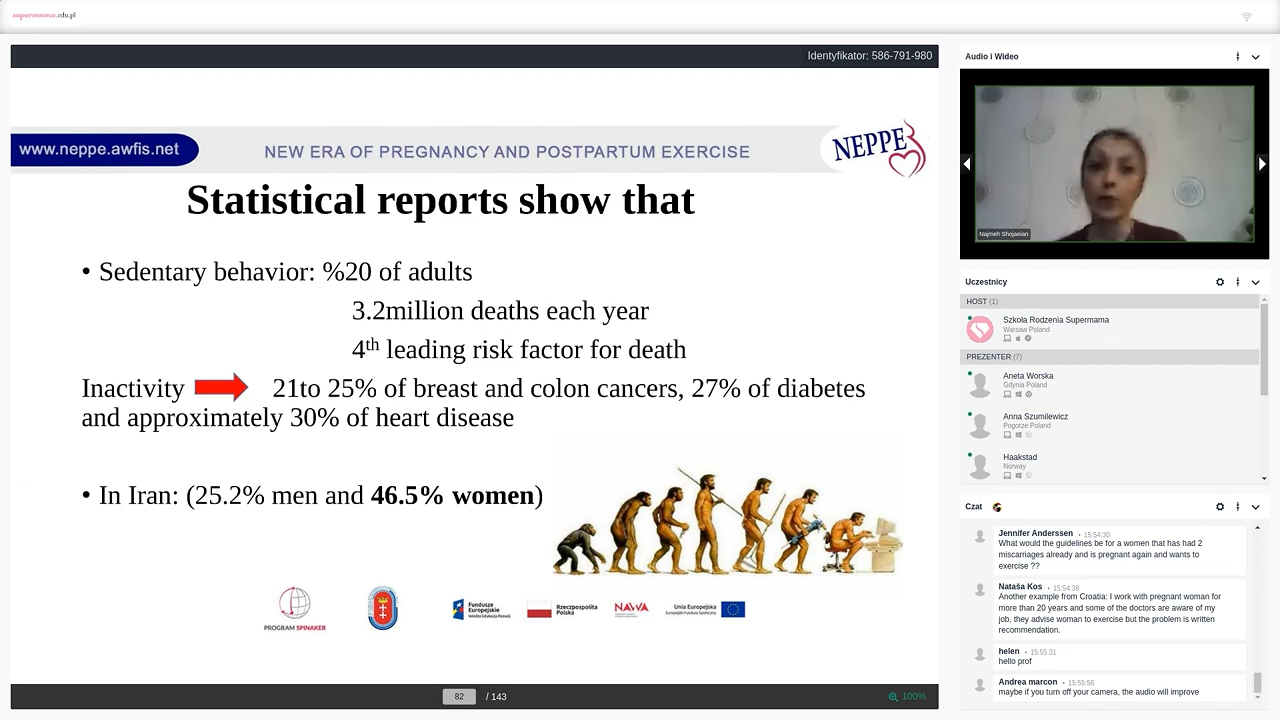 supermama.edu.pl
Identyfikator: 586-791-980
www.neppe.awfis.net
NEW ERA OF PREGNANCY AND POSTPARTUM EXERCISE
NEPPE
Statistical reports show that
• Sedentary behavior: %20 of adults
3.2million deaths each year
4th leading risk factor for death
Inactivity 21to 25% of breast and colon cancers, 27% of diabetes
and approximately 30% of heart disease
• In Iran: (25.2% men and 46.5% women)
PROGRAM SPINAKER
Fundusze
Europejskie
Wiedza Edukacja Rozwój
Rzeczpospolita
Polska
NAWA
Unia Europejska
Europejski Fundusz Społeczny
82 / 143
100%
Audio i Wideo
Najmeh Shojaeian
Uczestnicy
HOST (1)
Szkoła Rodzenia Supermama
Warsaw Poland
PREZENTER (7)
Aneta Worska
Gdynia Poland
Anna Szumilewicz
Pogorze Poland
Haakstad
Norway
Czat
Jennifer Anderssen • 15:54:30
What would the guidelines be for a women that has had 2
miscarriages already and is pregnant again and wants to
exercise ??
Nataša Kos • 15:54:38
Another example from Croatia: I work with pregnant woman for
more than 20 years and some of the doctors are aware of my
job, they advise woman to exercise but the problem is written
recommendation.
helen • 15:55:31
hello prof
Andrea marcon • 15:55:56
maybe if you turn off your camera, the audio will improve